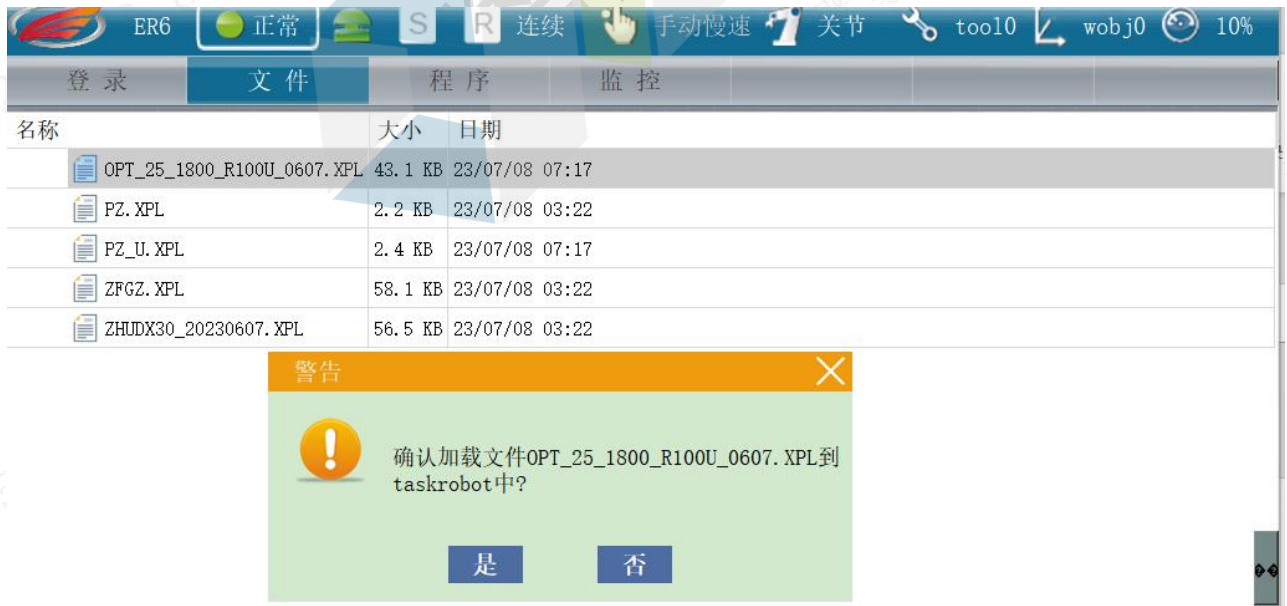 ER6 正常 S R 连续 手动慢速 关节 tool0 wobj0 10%
登录 文件 程序 监控
名称 大小 日期
OPT_25_1800_R100U_0607.XPL 43.1 KB 23/07/08 07:17
PZ.XPL 2.2 KB 23/07/08 03:22
PZ_U.XPL 2.4 KB 23/07/08 07:17
ZFGZ.XPL 58.1 KB 23/07/08 03:22
ZHUDX30_20230607.XPL 56.5 KB 23/07/08 03:22
警告
确认加载文件OPT_25_1800_R100U_0607.XPL到
taskrobot中?
是 否